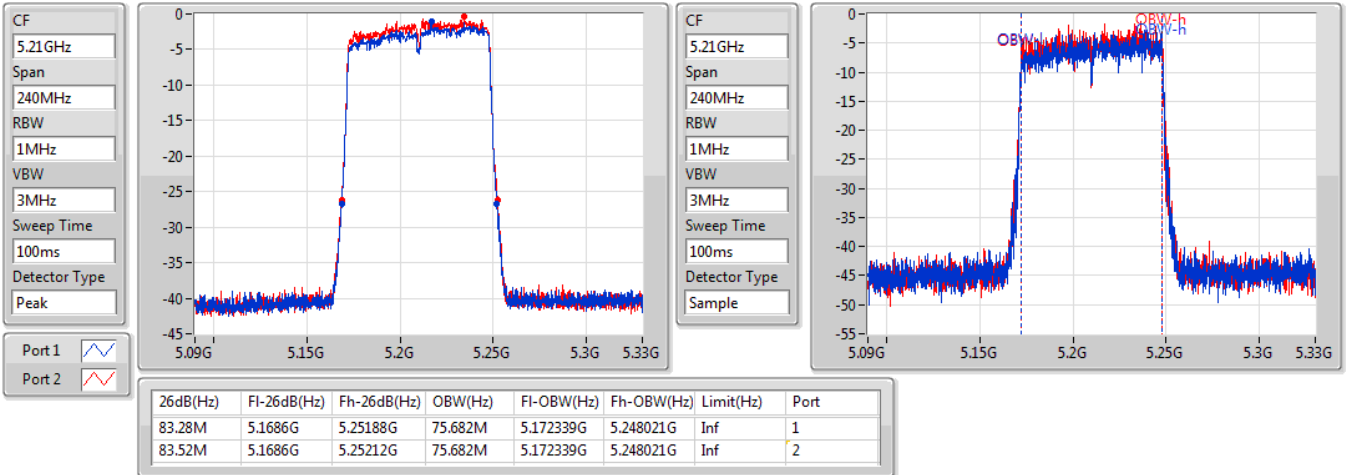 CF
5.21GHz
Span
240MHz
RBW
1MHz
VBW
3MHz
Sweep Time
100ms
Detector Type
Peak
Port 1
Port 2
0
-5
-10
-15
-20
-25
-30
-35
-40
-45
5.09G 5.15G 5.2G 5.25G 5.3G 5.33G
CF
5.21GHz
Span
240MHz
RBW
1MHz
VBW
3MHz
Sweep Time
100ms
Detector Type
Sample
0
-5
-10
-15
-20
-25
-30
-35
-40
-45
-50
-55
OBW-h
OBW-h
5.09G 5.15G 5.2G 5.25G 5.3G 5.33G
26dB(Hz) Fl-26dB(Hz) Fh-26dB(Hz) OBW(Hz) Fl-OBW(Hz) Fh-OBW(Hz) Limit(Hz) Port
83.28M 5.1686G 5.25188G 75.682M 5.172339G 5.248021G Inf 1
83.52M 5.1686G 5.25212G 75.682M 5.172339G 5.248021G Inf 2